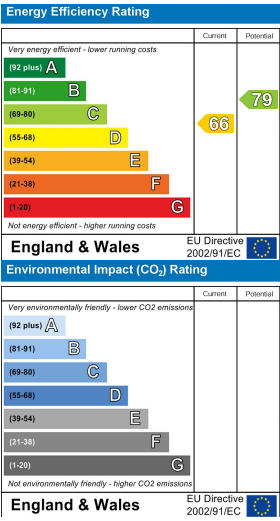 Energy Efficiency Rating
Current Potential
Very energy efficient - lower running costs
(92 plus) A
(81-91) B
(69-80) C
(55-68) D
(39-54) E
(21-38) F
(1-20) G
66
79
Not energy efficient - higher running costs
England & Wales
EU Directive
2002/91/EC
Environmental Impact (CO₂) Rating
Current Potential
Very environmentally friendly - lower CO2 emissions
(92 plus) A
(81-91) B
(69-80) C
(55-68) D
(39-54) E
(21-38) F
(1-20) G
Not environmentally friendly - higher CO2 emissions
England & Wales
EU Directive
2002/91/EC